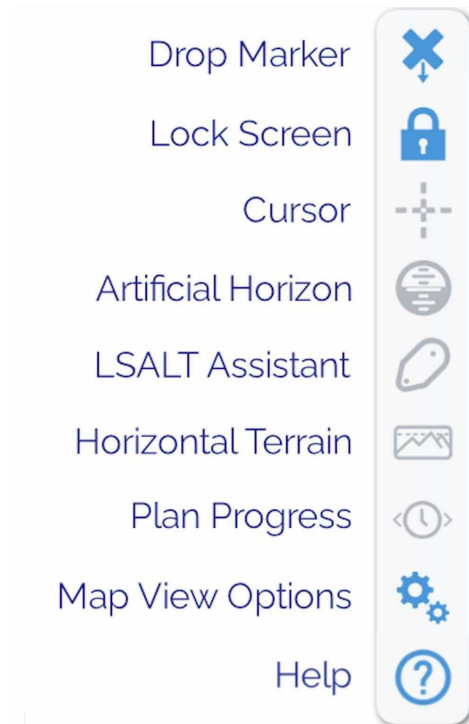 Drop Marker
Lock Screen
Cursor
Artificial Horizon
LSALT Assistant
Horizontal Terrain
Plan Progress
Map View Options
Help